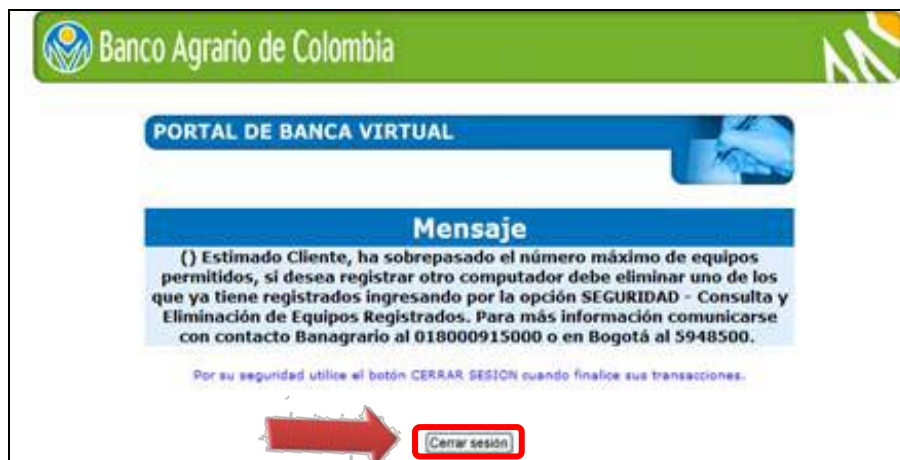 Banco Agrario de Colombia
PORTAL DE BANCA VIRTUAL
Mensaje
() Estimado Cliente, ha sobrepasado el número máximo de equipos
permitidos, si desea registrar otro computador debe eliminar uno de los
que ya tiene registrados ingresando por la opción SEGURIDAD - Consulta y
Eliminación de Equipos Registrados. Para más información comunicarse
con contacto Banagrario al 018000915000 o en Bogotá al 5948500.
Por su seguridad utilice el botón CERRAR SESION cuando finalice sus transacciones.
Cerrar sesión